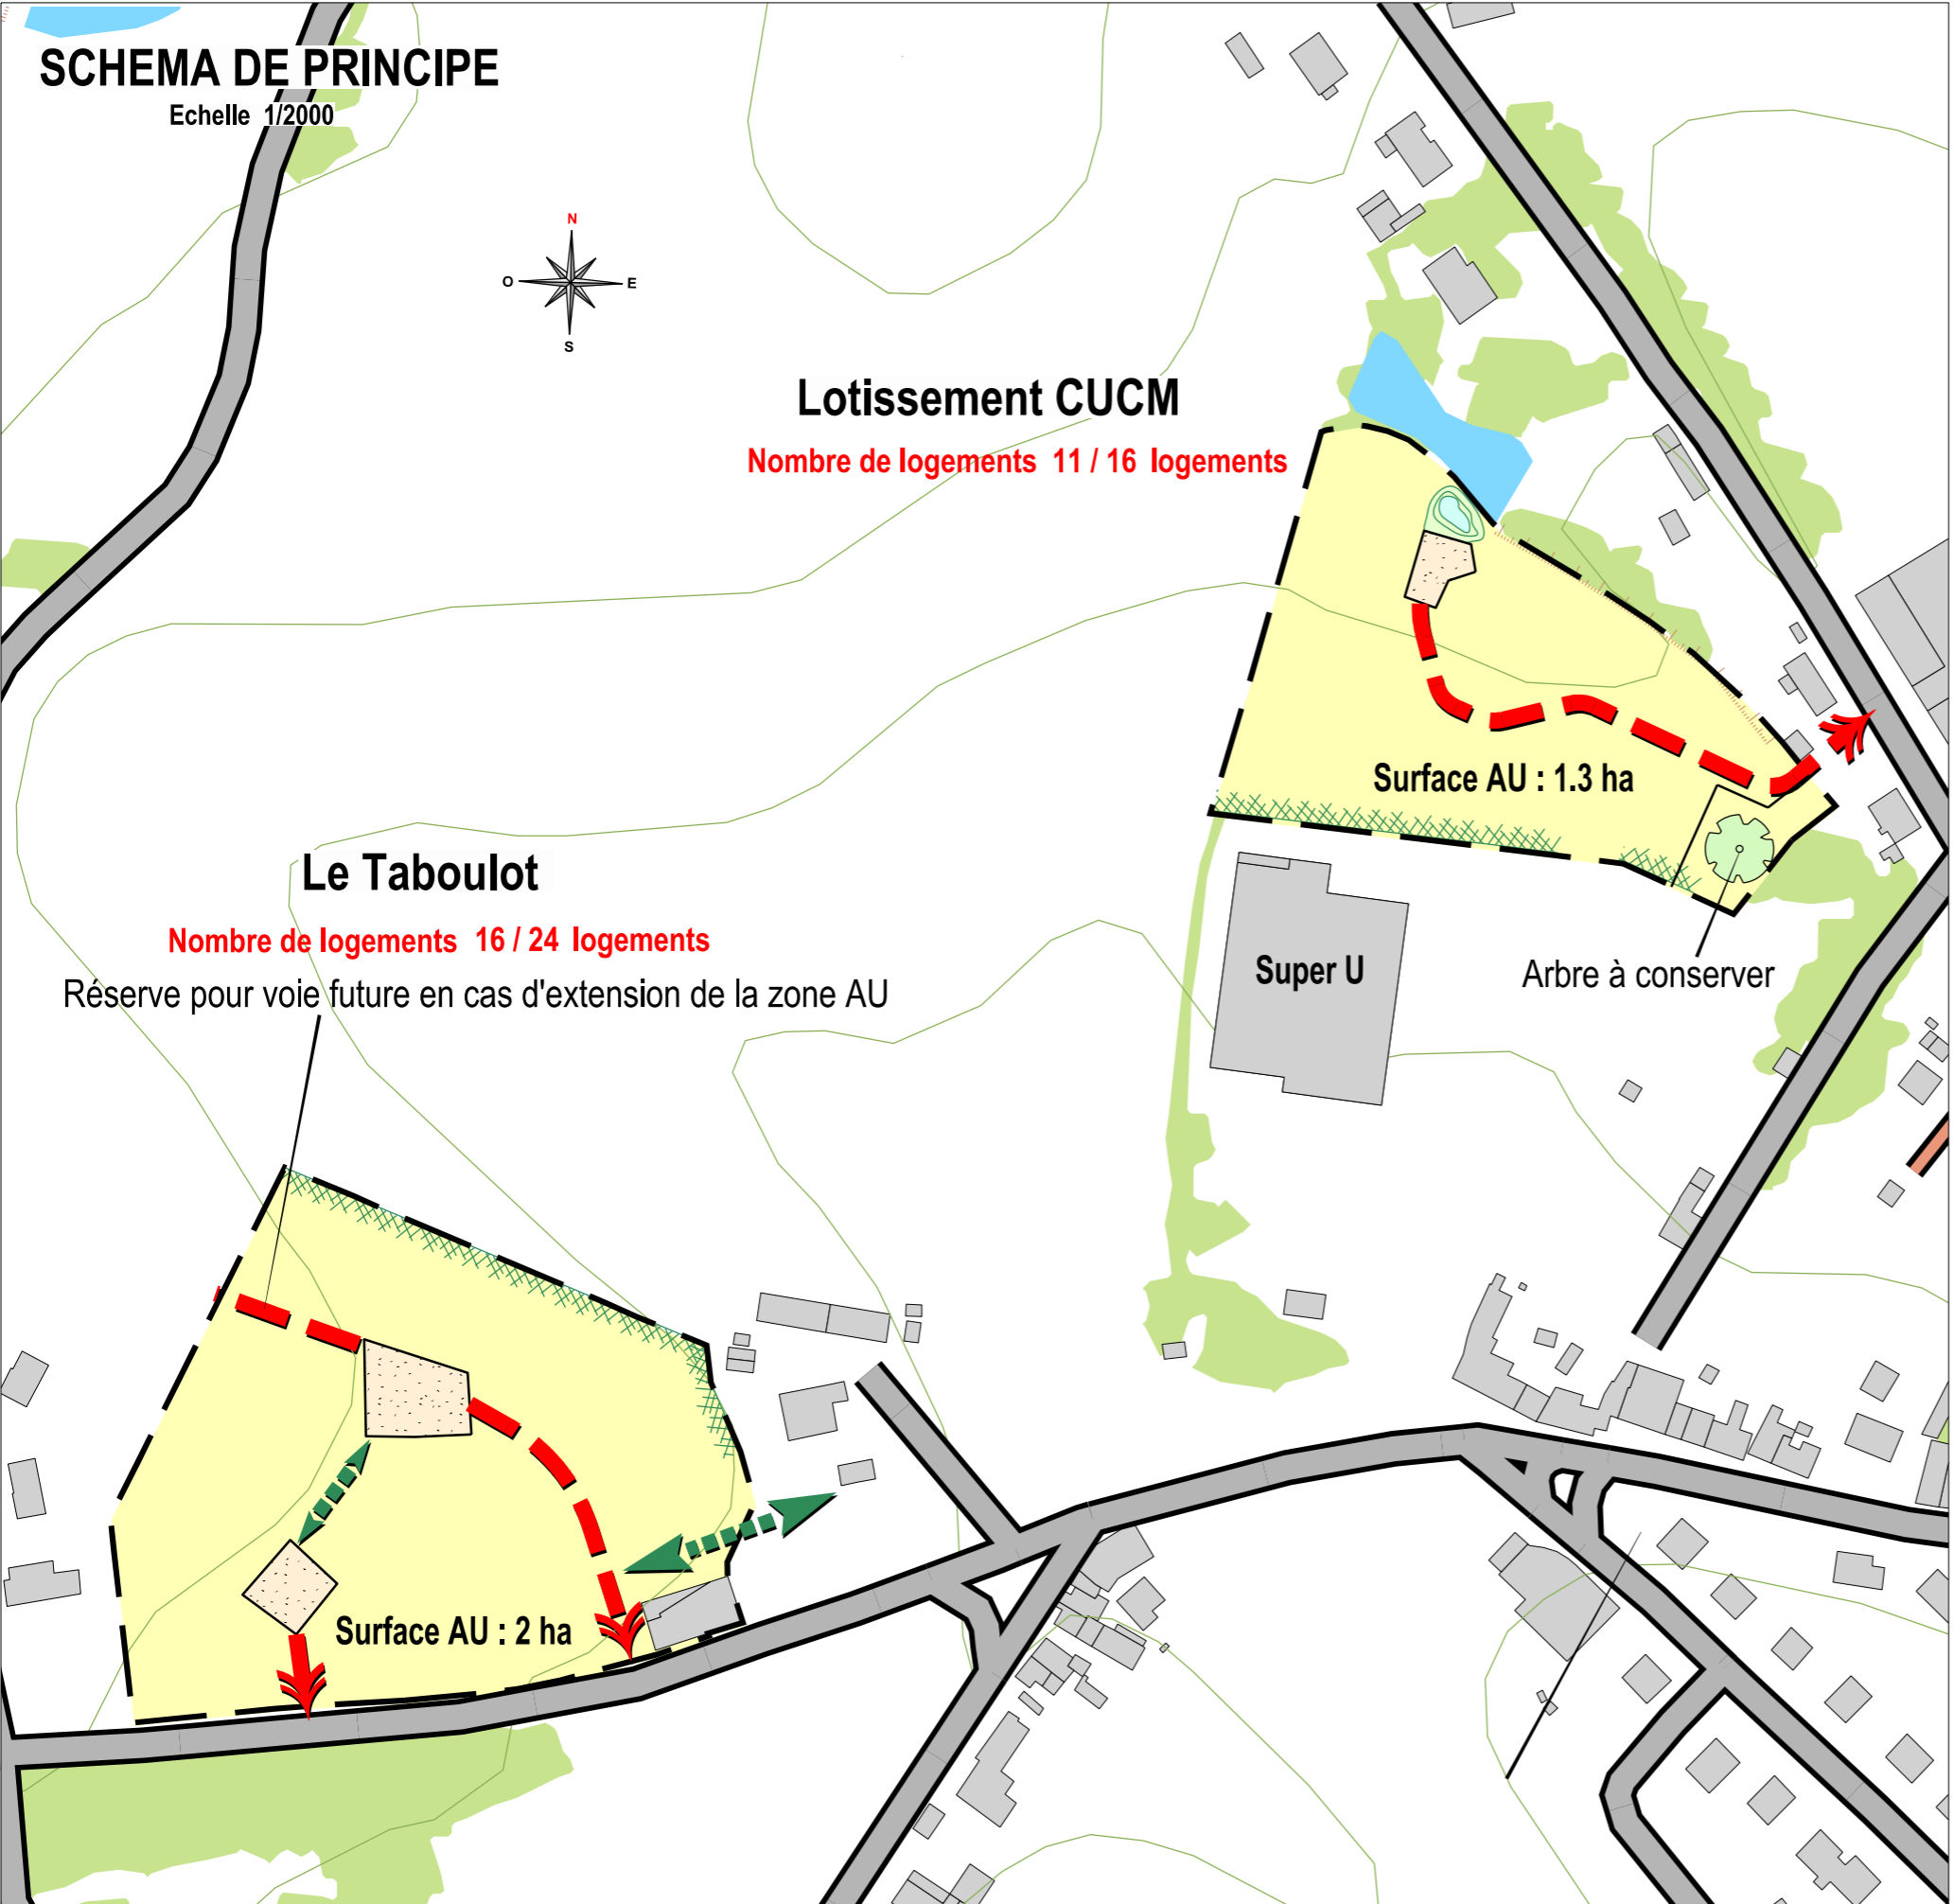 SCHEMA DE PRINCIPE
Echelle 1/2000
N
O
E
S
Lotissement CUCM
Nombre de logements 11 / 16 logements
Surface AU : 1.3 ha
Le Taboulot
Nombre de logements 16 / 24 logements
Réserve pour voie future en cas d'extension de la zone AU
Super U
Arbre à conserver
Surface AU : 2 ha